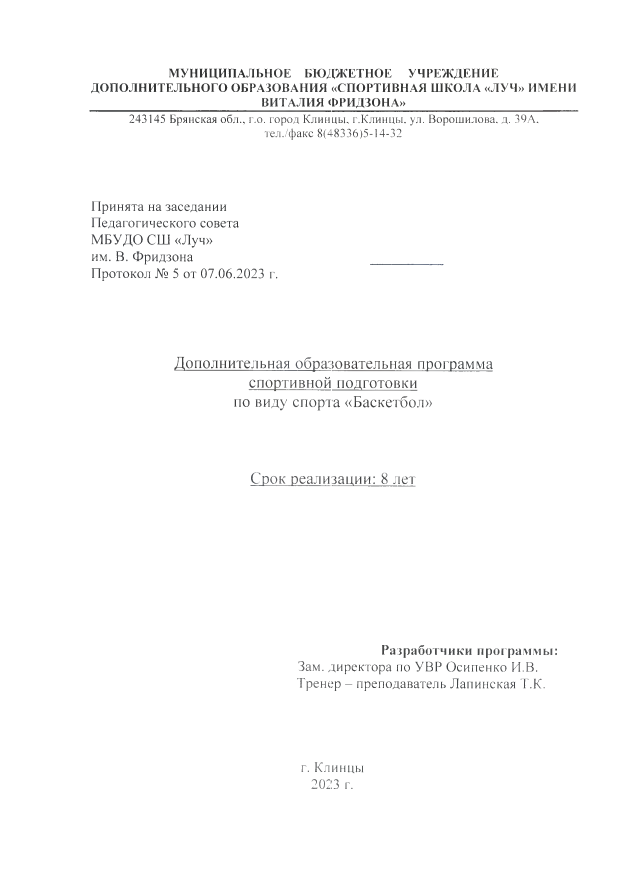 МУНИЦИПАЛЬНОЕ БЮДЖЕТНОЕ УЧРЕЖДЕНИЕ
ДОПОЛНИТЕЛЬНОГО ОБРАЗОВАНИЯ «СПОРТИВНАЯ ШКОЛА «ЛУЧ» ИМЕНИ
ВИТАЛИЯ ФРИДЗОНА»
243145 Брянская обл., г.о. город Клинцы, г.Клинцы, ул. Ворошилова, д. 39А,
тел./факс 8(48336)5-14-32
Принята на заседании
Педагогического совета
МБУДО СШ «Луч»
им. В. Фридзона
Протокол № 5 от 07.06.2023 г.
Дополнительная образовательная программа
спортивной подготовки
по виду спорта «Баскетбол»
Срок реализации: 8 лет
Разработчики программы:
Зам. директора по УВР Осипенко И.В.
Тренер – преподаватель Лапинская Т.К.
г. Клинцы
2023 г.